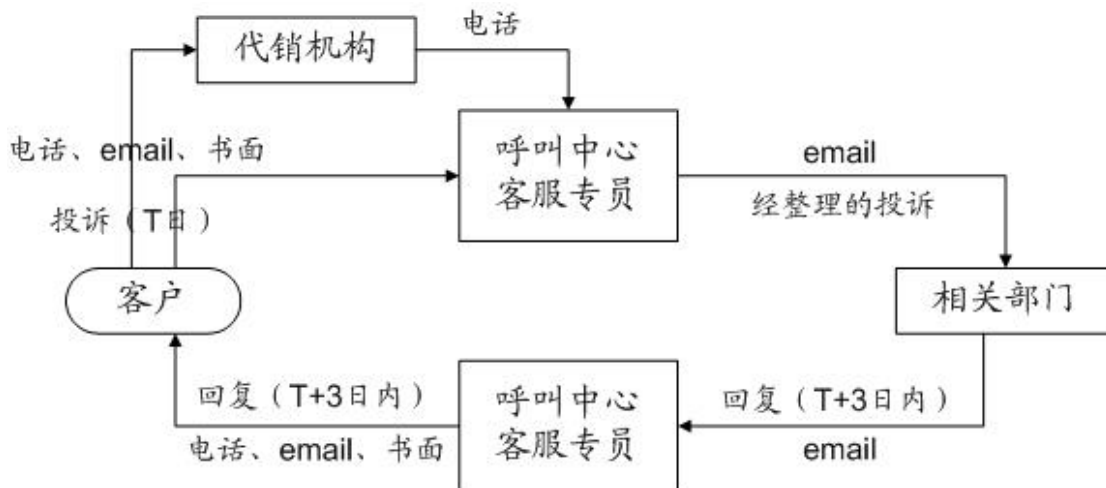 代销机构
电话
电话、email、书面
呼叫中心
客服专员
email
经整理的投诉
投诉（T日）
客户
相关部门
回复（T+3日内）
电话、email、书面
呼叫中心
客服专员
回复（T+3日内）
email